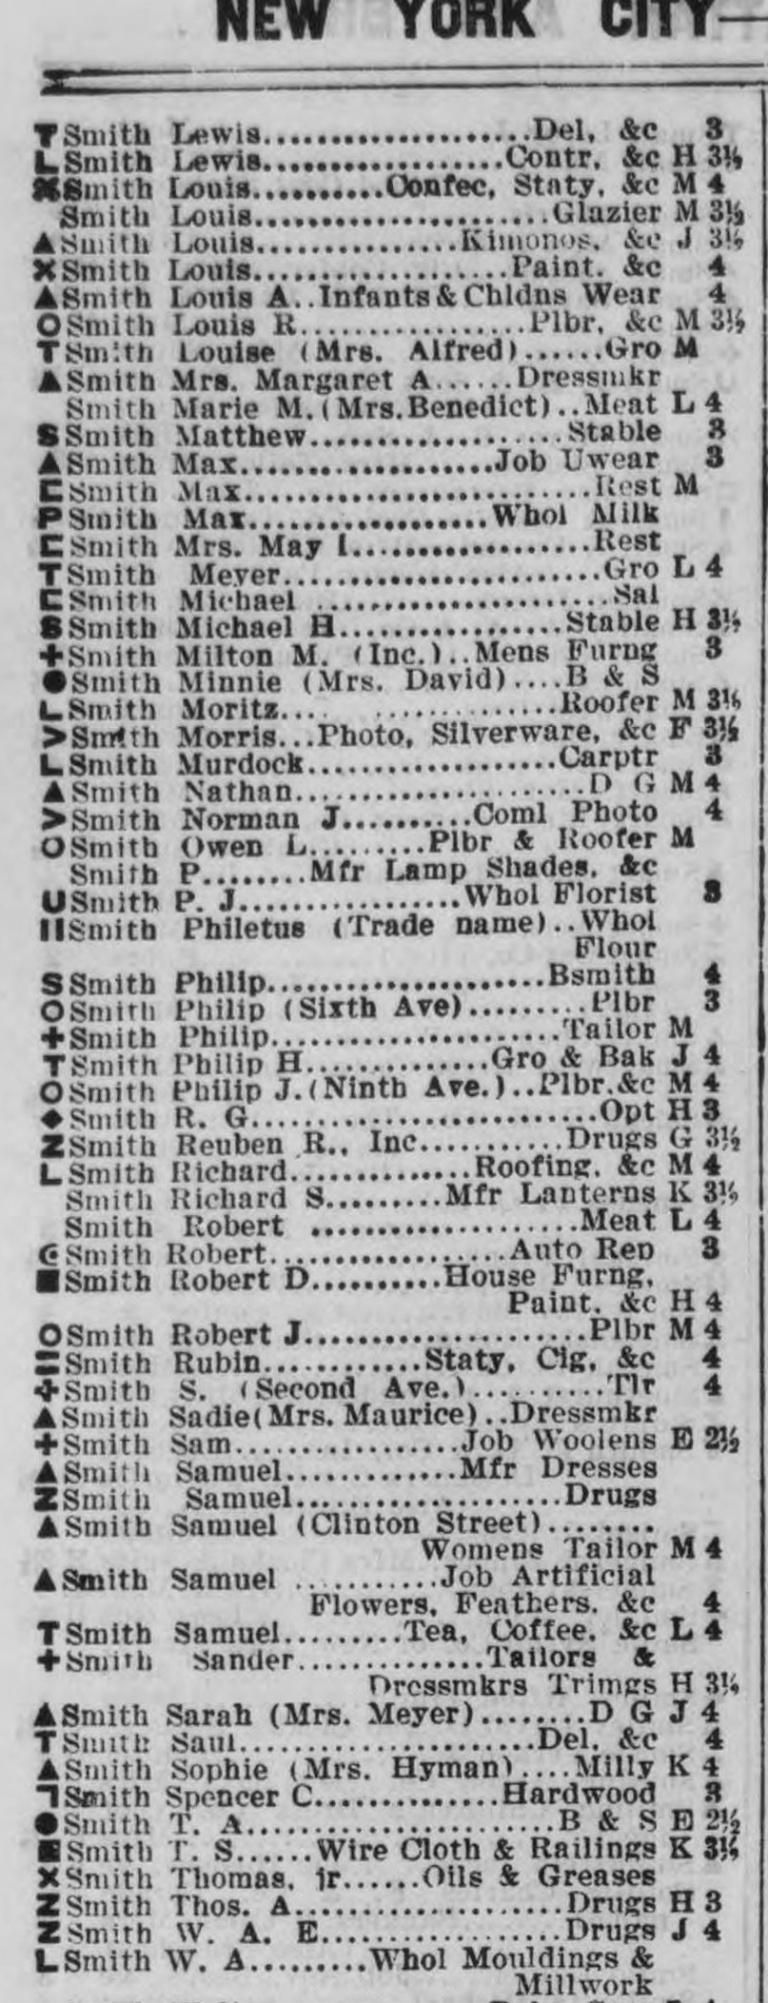 NEW YORK CITY—
T Smith Lewis....................Del, &c 3
L Smith Lewis..................Contr, &c H 3½
Smith Louis..........Confec, Staty, &c M 4
Smith Louis......................Glazier M 3½
▲ Smith Louis...............Kimonos, &c J 3½
✕ Smith Louis...................Paint, &c 4
▲ Smith Louis A..Infants & Chldns Wear 4
O Smith Louis R.................Plbr, &c M 3½
T Smith Louise (Mrs. Alfred)......Gro M
▲ Smith Mrs. Margaret A......Dressmkr
Smith Marie M.(Mrs.Benedict)..Meat L 4
S Smith Matthew...................Stable 3
▲ Smith Max...................Job Uwear 3
⊏ Smith Max..........................Rest M
P Smith Max..................Whol Milk
⊏ Smith Mrs. May I..................Rest
T Smith Meyer........................Gro L 4
⊏ Smith Michael ......................Sal
S Smith Michael H.................Stable H 3½
+ Smith Milton M. (Inc.)..Mens Furng 3
● Smith Minnie (Mrs. David)....B & S
L Smith Moritz.... ..............Roofer M 3½
> Smith Morris...Photo, Silverware, &c F 3½
L Smith Murdock...................Carptr 3
▲ Smith Nathan......................D G M 4
> Smith Norman J..........Coml Photo 4
O Smith Owen L.........Plbr & Roofer M
Smith P........Mfr Lamp Shades, &c
U Smith P. J.................Whol Florist 3
II Smith Philetus (Trade name)..Whol
Flour
S Smith Philip.....................Bsmith 4
O Smith Philip (Sixth Ave).........Plbr 3
+ Smith Philip......................Tailor M
T Smith Philip H..............Gro & Bak J 4
O Smith Philip J.(Ninth Ave.)..Plbr,&c M 4
◆ Smith R. G..........................Opt H 3
Z Smith Reuben R., Inc...........Drugs G 3½
L Smith Richard..............Roofing, &c M 4
Smith Richard S.........Mfr Lanterns K 3½
Smith Robert ....................Meat L 4
Smith Robert..................Auto Rep 3
■ Smith Robert D..........House Furng,
Paint, &c H 4
O Smith Robert J......................Plbr M 4
Smith Rubin............Staty, Cig, &c 4
Smith S. (Second Ave.)..........Tlr 4
▲ Smith Sadie(Mrs. Maurice)..Dressmkr
+ Smith Sam.................Job Woolens E 2½
▲ Smith Samuel.............Mfr Dresses
Z Smith Samuel....................Drugs
▲ Smith Samuel (Clinton Street)........
Womens Tailor M 4
▲ Smith Samuel ...........Job Artificial
Flowers, Feathers, &c 4
T Smith Samuel.........Tea, Coffee, &c L 4
+ Smith Sander..............Tailors &
Dressmkrs Trimgs H 3½
▲ Smith Sarah (Mrs. Meyer)........D G J 4
T Smith Saul......................Del, &c 4
▲ Smith Sophie (Mrs. Hyman)....Milly K 4
ㄱ Smith Spencer C..............Hardwood 3
● Smith T. A.......................B & S E 2½
Smith T. S......Wire Cloth & Railings K 3½
✕ Smith Thomas, jr......Oils & Greases
Z Smith Thos. A....................Drugs H 3
Z Smith W. A. E..................Drugs J 4
L Smith W. A.........Whol Mouldings &
Millwork